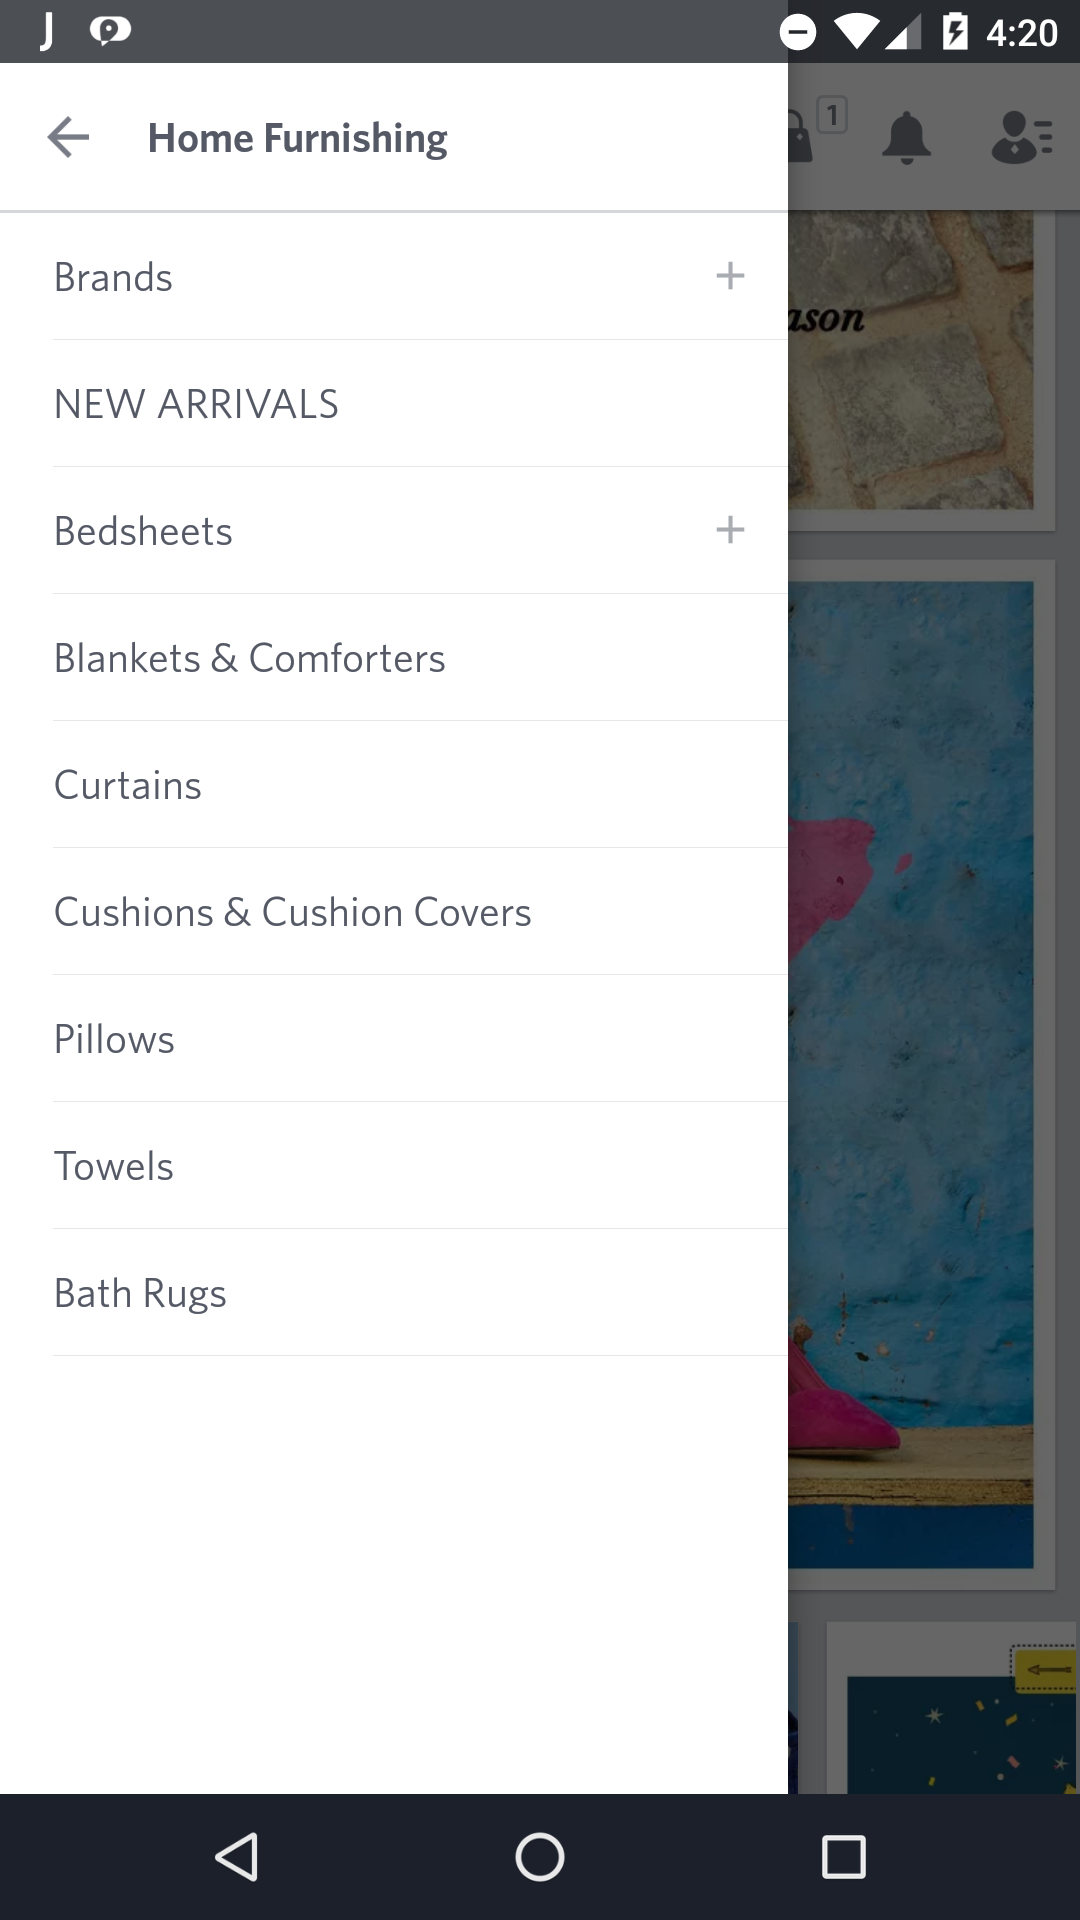 4:20
Home Furnishing
1
Brands
ason
NEW ARRIVALS
Bedsheets
Blankets & Comforters
Curtains
Cushions & Cushion Covers
Pillows
Towels
Bath Rugs